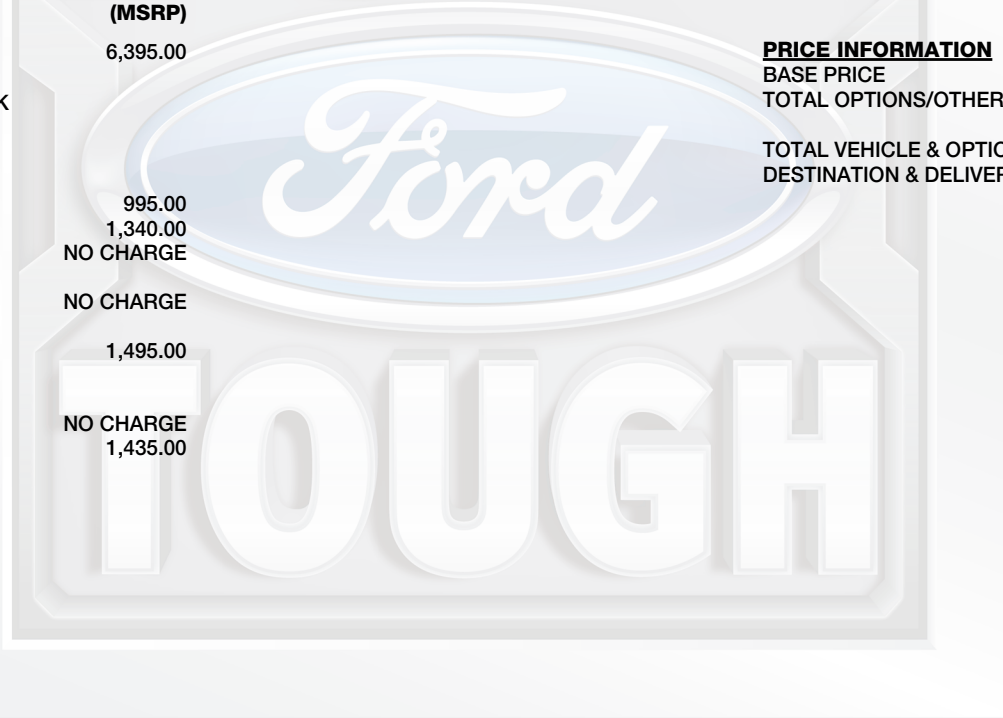 (MSRP)
6,395.00
K
995.00
1,340.00
NO CHARGE
NO CHARGE
1,495.00
NO CHARGE
1,435.00
PRICE INFORMATION
BASE PRICE
TOTAL OPTIONS/OTHER
TOTAL VEHICLE & OPTIO
DESTINATION & DELIVER
Ford
TOUGH